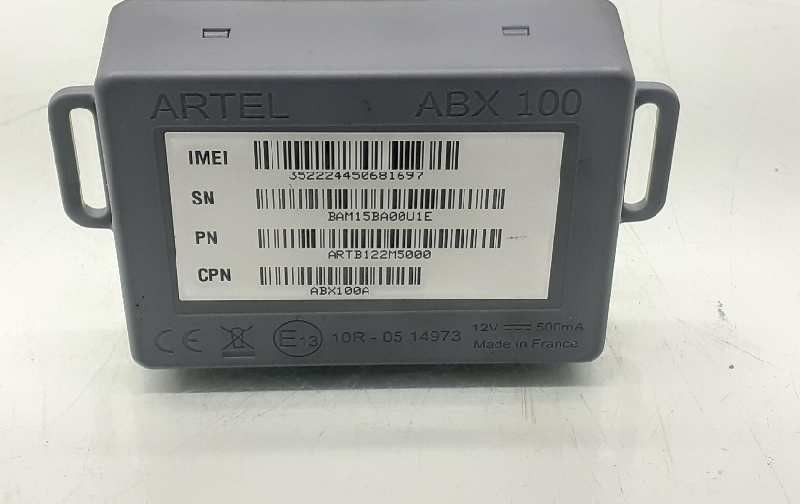 ARTEL ABX 100
IMEI
352224450681697
SN
BAM15BA00U1E
PN
ARTB122M5000
CPN
ABX100A
CE E13 10R - 05 14973 12V 500mA
Made in France